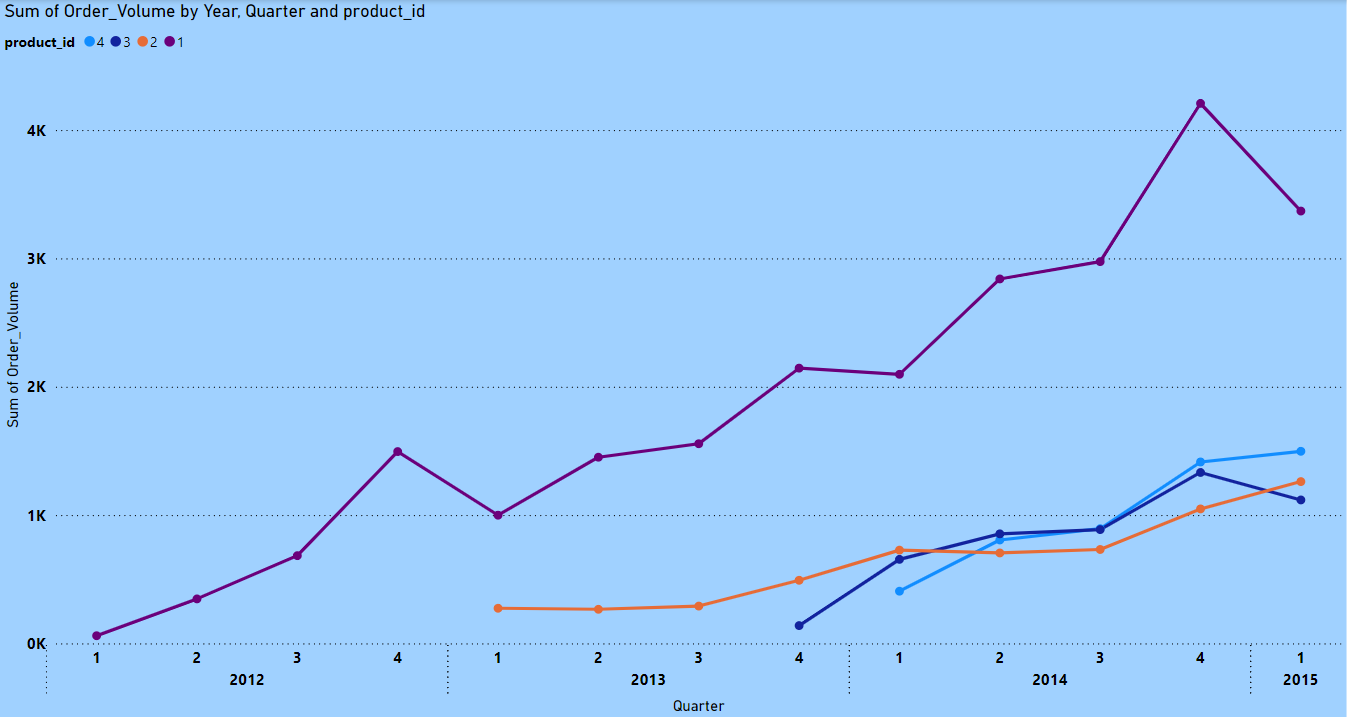 Sum of Order_Volume by Year, Quarter and product_id
product_id 4 3 2 1
4K
3K
2K
1K
0K
Sum of Order_Volume
1 2 3 4 1 2 3 4 1 2 3 4 1
2012 2013 2014 2015
Quarter